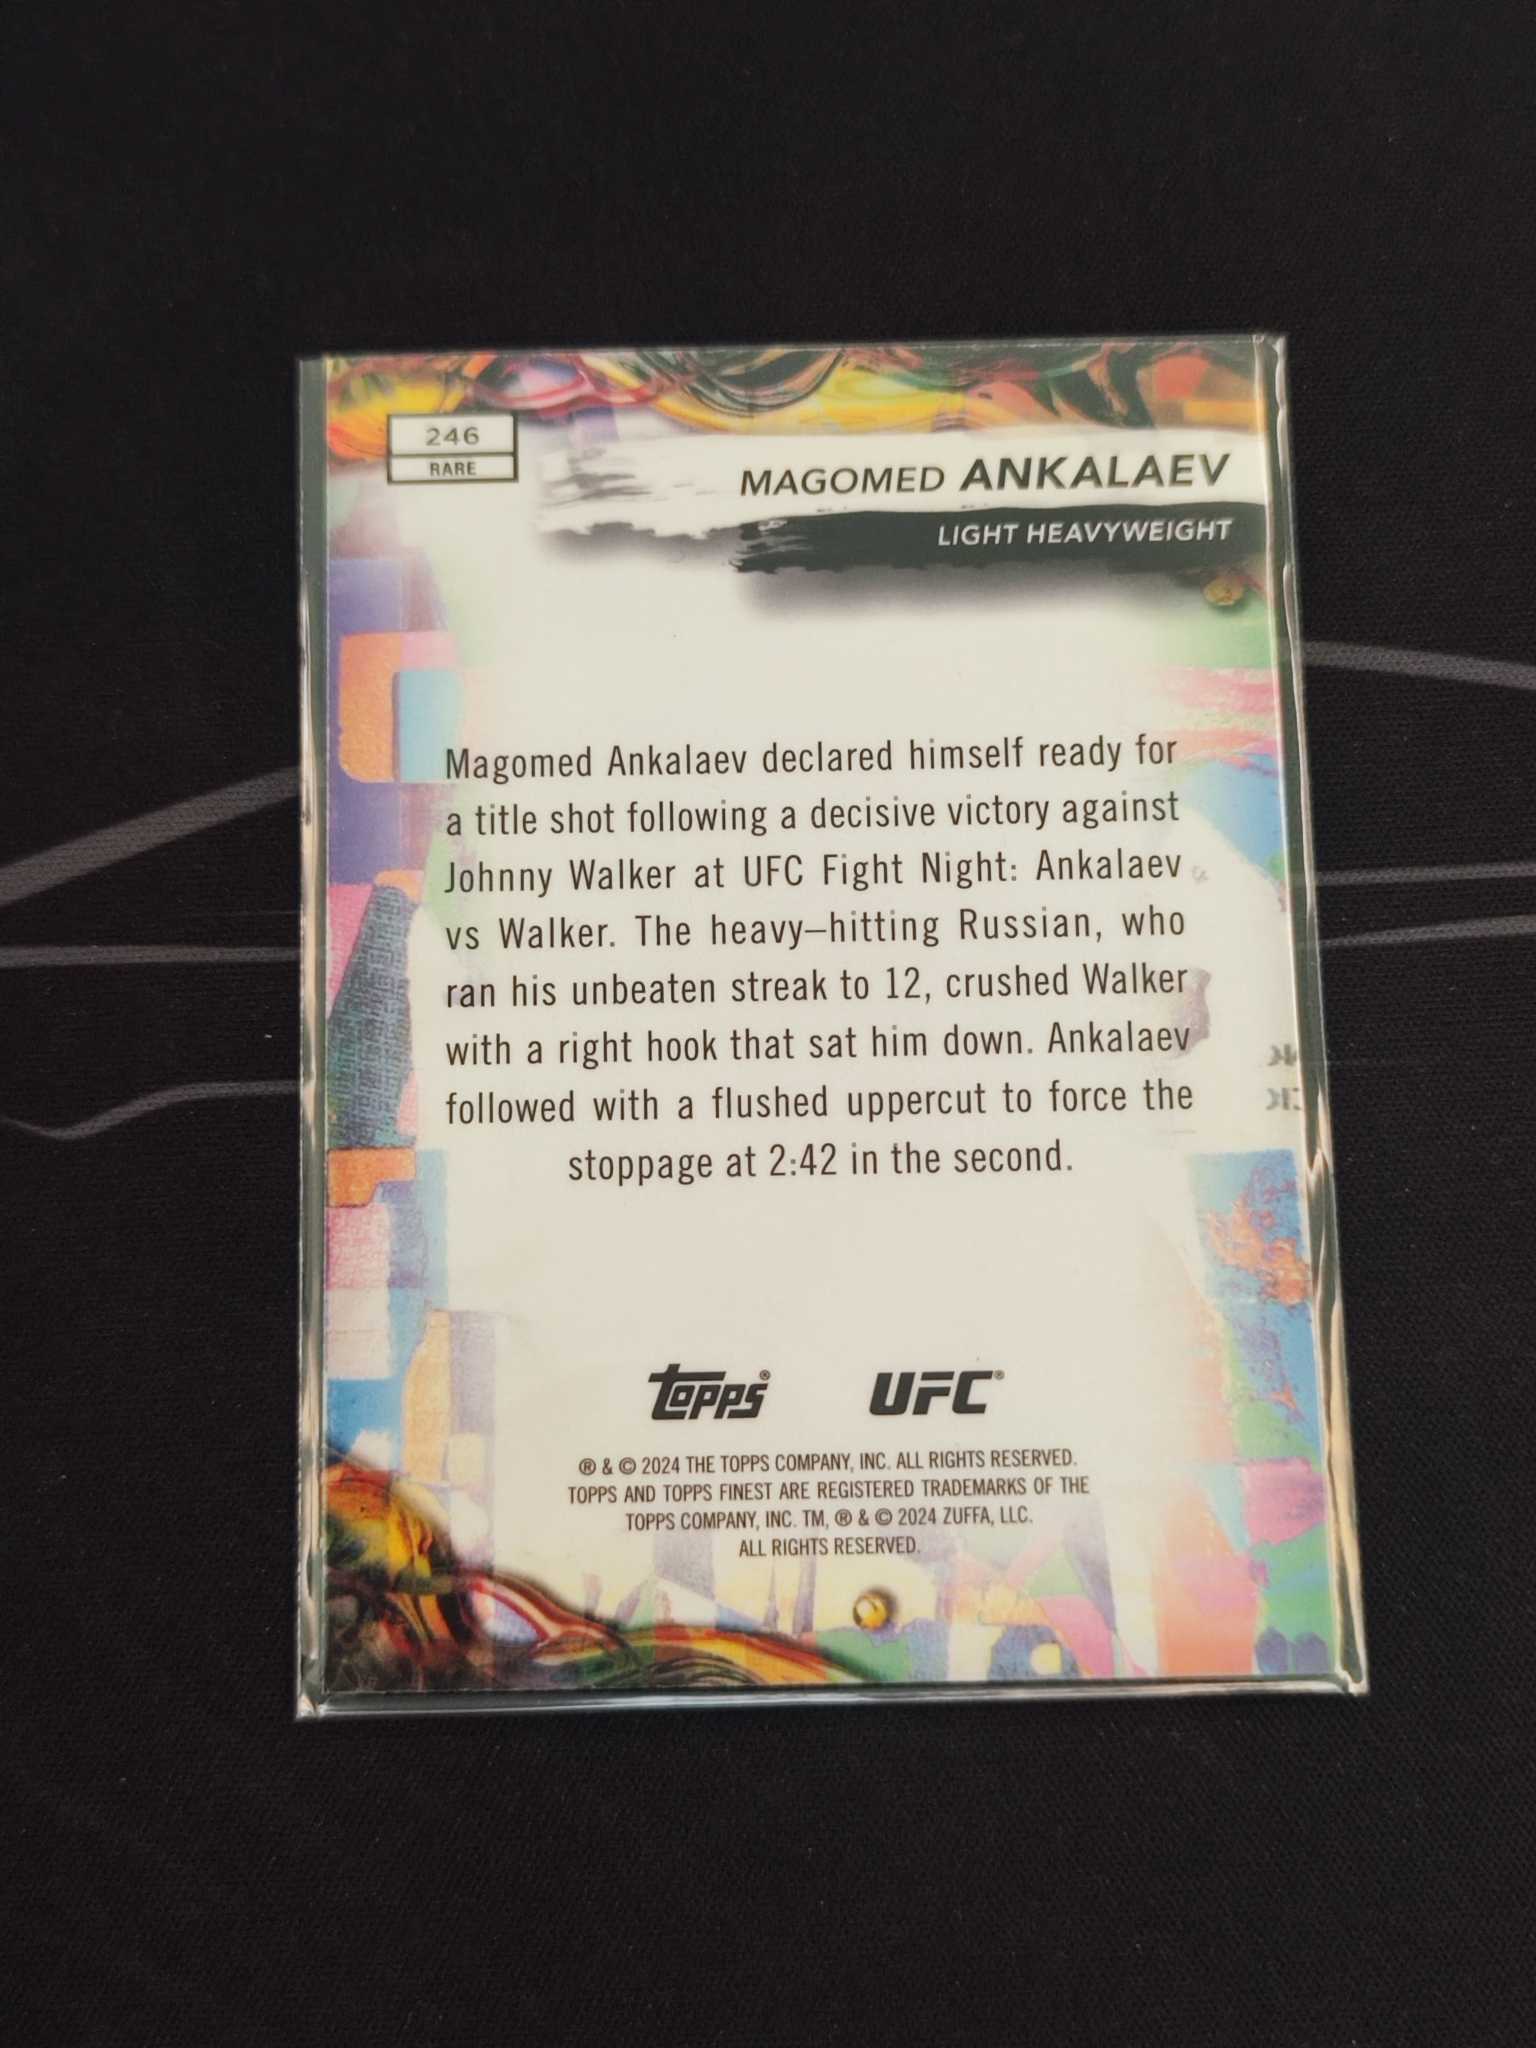 246
RARE
MAGOMED ANKALAEV
LIGHT HEAVYWEIGHT
Magomed Ankalaev declared himself ready for
a title shot following a decisive victory against
Johnny Walker at UFC Fight Night: Ankalaev
vs Walker. The heavy–hitting Russian, who
ran his unbeaten streak to 12, crushed Walker
with a right hook that sat him down. Ankalaev
followed with a flushed uppercut to force the
stoppage at 2:42 in the second.
TOPPS® UFC®
® & © 2024 THE TOPPS COMPANY, INC. ALL RIGHTS RESERVED.
TOPPS AND TOPPS FINEST ARE REGISTERED TRADEMARKS OF THE
TOPPS COMPANY, INC. TM, ® & © 2024 ZUFFA, LLC.
ALL RIGHTS RESERVED.